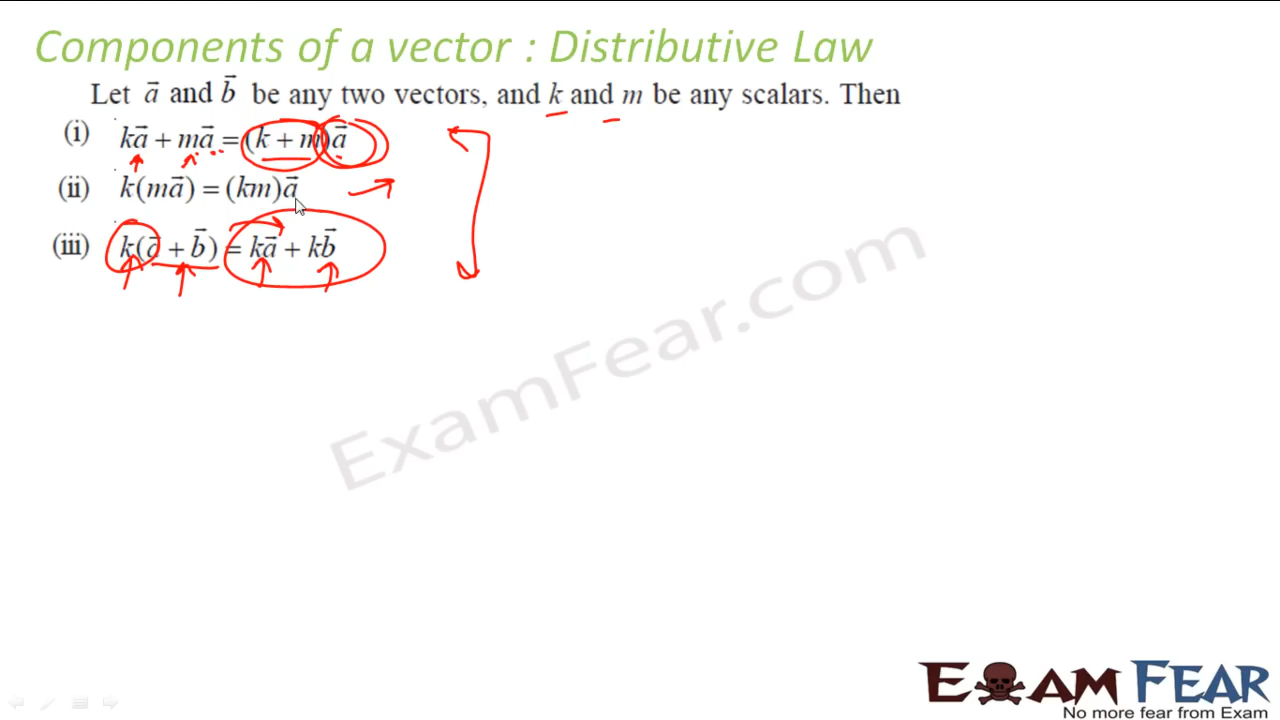 Components of a vector : Distributive Law
Let a⃗ and b⃗ be any two vectors, and k and m be any scalars. Then
(i) ka⃗ + ma⃗ = (k + m)a⃗
(ii) k(ma⃗) = (km)a⃗
(iii) k(a⃗ + b⃗) = ka⃗ + kb⃗
ExamFear.com
EXAM FEAR
No more fear from Exam